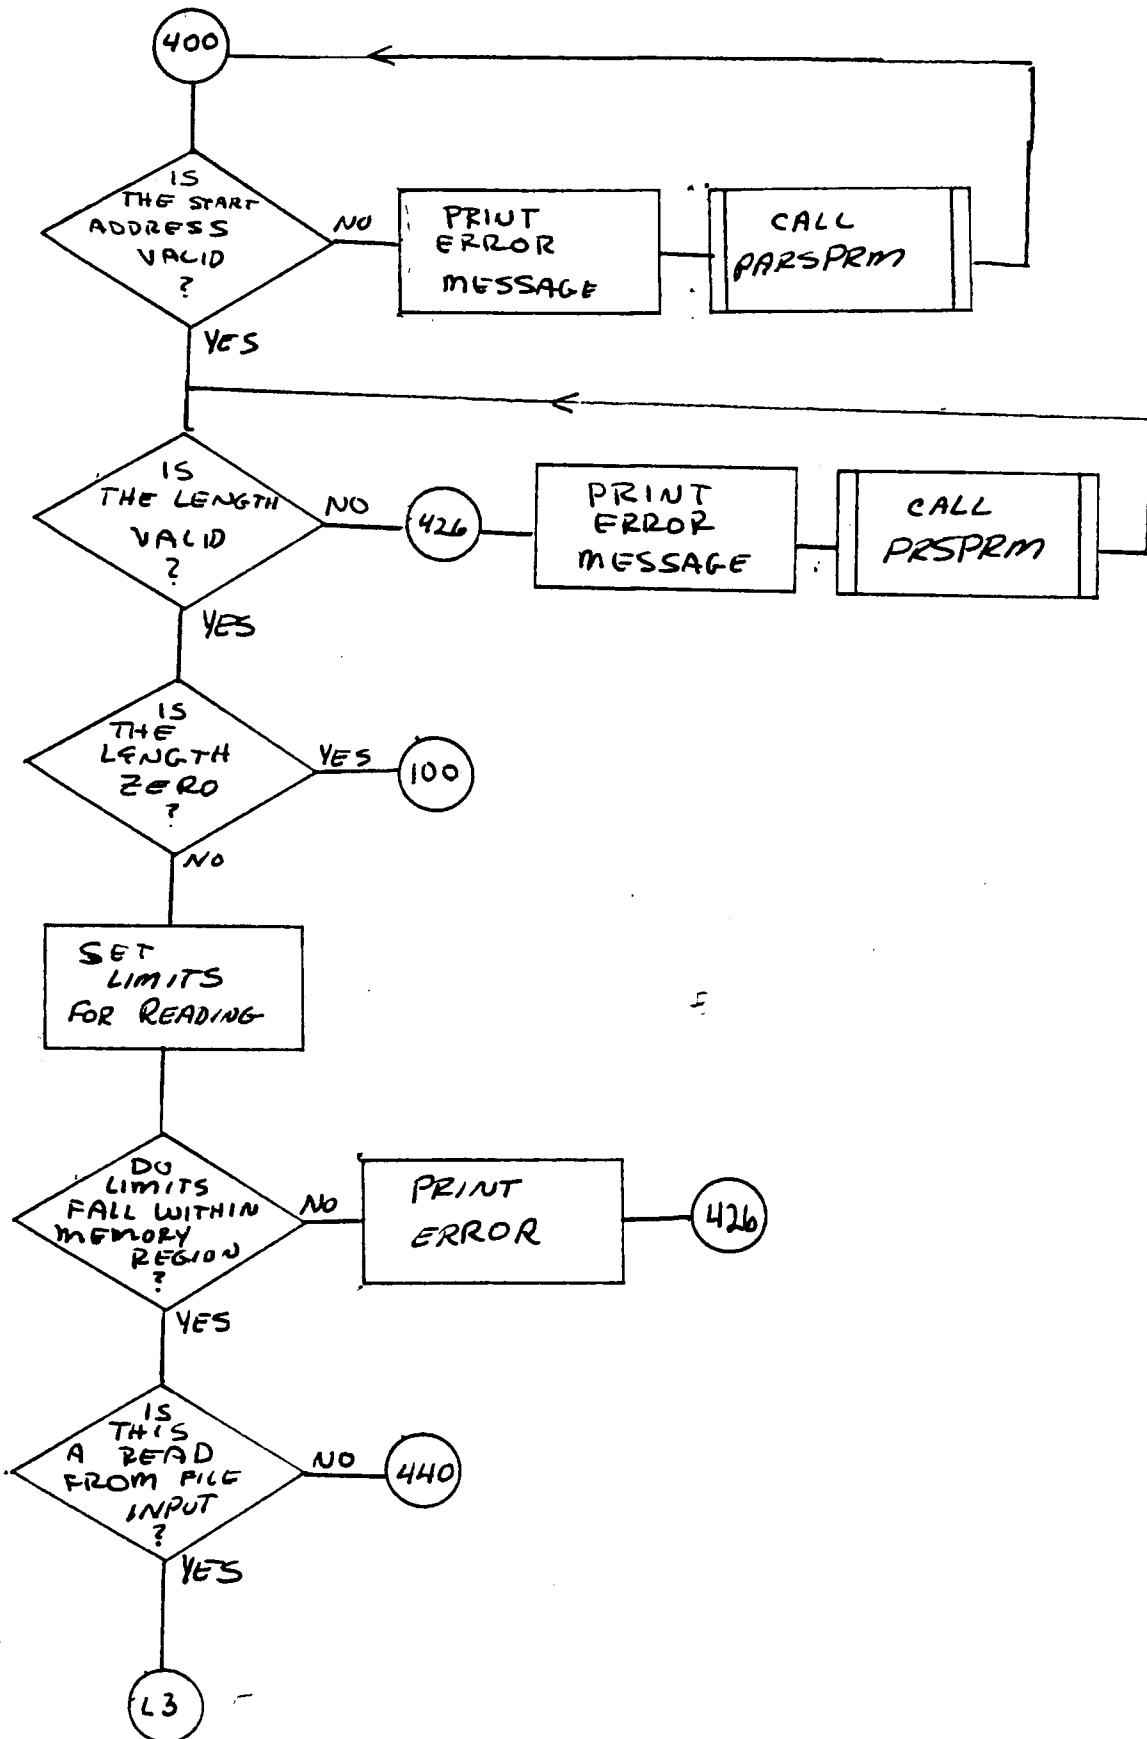 400
IS
THE START
ADDRESS
VALID
?
NO
PRINT
ERROR
MESSAGE
CALL
PARSPRM
YES
IS
THE LENGTH
VALID
?
NO
426
PRINT
ERROR
MESSAGE
CALL
PRSPRM
YES
IS
THE
LENGTH
ZERO
?
YES
100
NO
SET
LIMITS
FOR READING
DO
LIMITS
FALL WITHIN
MEMORY
REGION
?
NO
PRINT
ERROR
426
YES
IS
THIS
A READ
FROM FILE
INPUT
?
NO
440
YES
L3